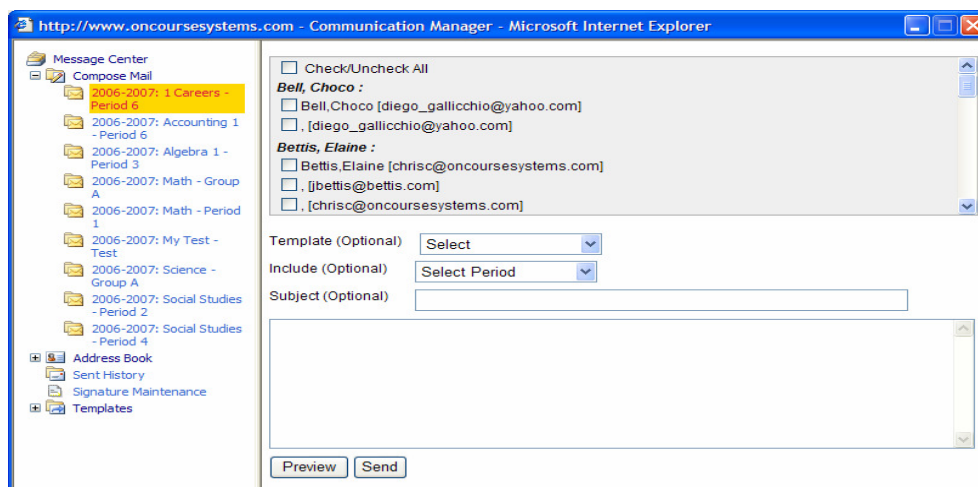 http://www.oncoursesystems.com - Communication Manager - Microsoft Internet Explorer
Message Center
Compose Mail
2006-2007: 1 Careers -
Period 6
2006-2007: Accounting 1
- Period 6
2006-2007: Algebra 1 -
Period 3
2006-2007: Math - Group
A
2006-2007: Math - Period
1
2006-2007: My Test -
Test
2006-2007: Science -
Group A
2006-2007: Social Studies
- Period 2
2006-2007: Social Studies
- Period 4
Address Book
Sent History
Signature Maintenance
Templates
Check/Uncheck All
Bell, Choco :
Bell,Choco [diego_gallicchio@yahoo.com]
, [diego_gallicchio@yahoo.com]
Bettis, Elaine :
Bettis,Elaine [chrisc@oncoursesystems.com]
, [jbettis@bettis.com]
, [chrisc@oncoursesystems.com]
Template (Optional) Select
Include (Optional) Select Period
Subject (Optional)
Preview Send